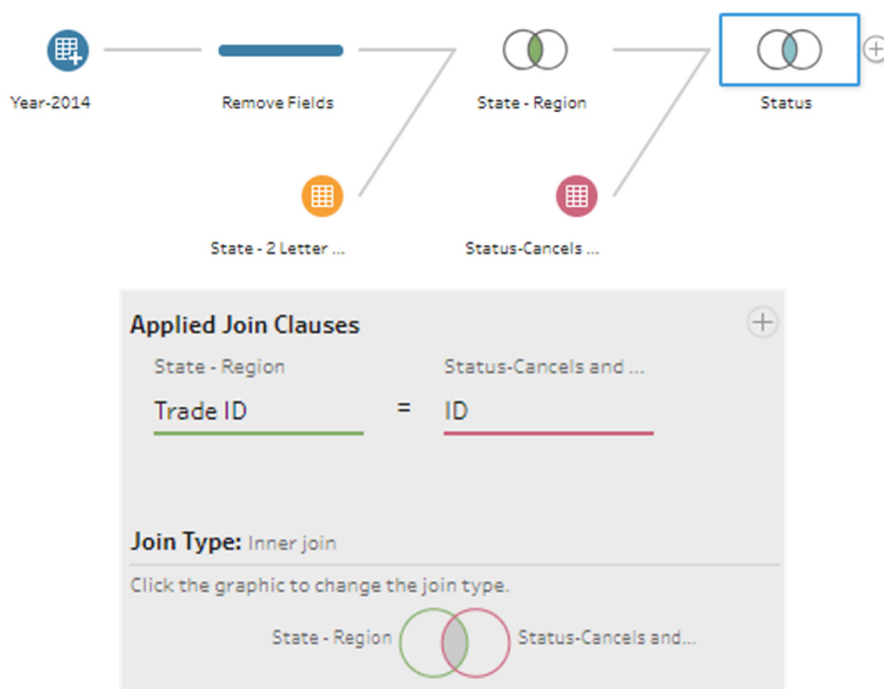 Year-2014
Remove Fields
State - Region
Status
State - 2 Letter ...
Status-Cancels ...
Applied Join Clauses
State - Region
Status-Cancels and ...
Trade ID = ID
Join Type: Inner join
Click the graphic to change the join type.
State - Region
Status-Cancels and...